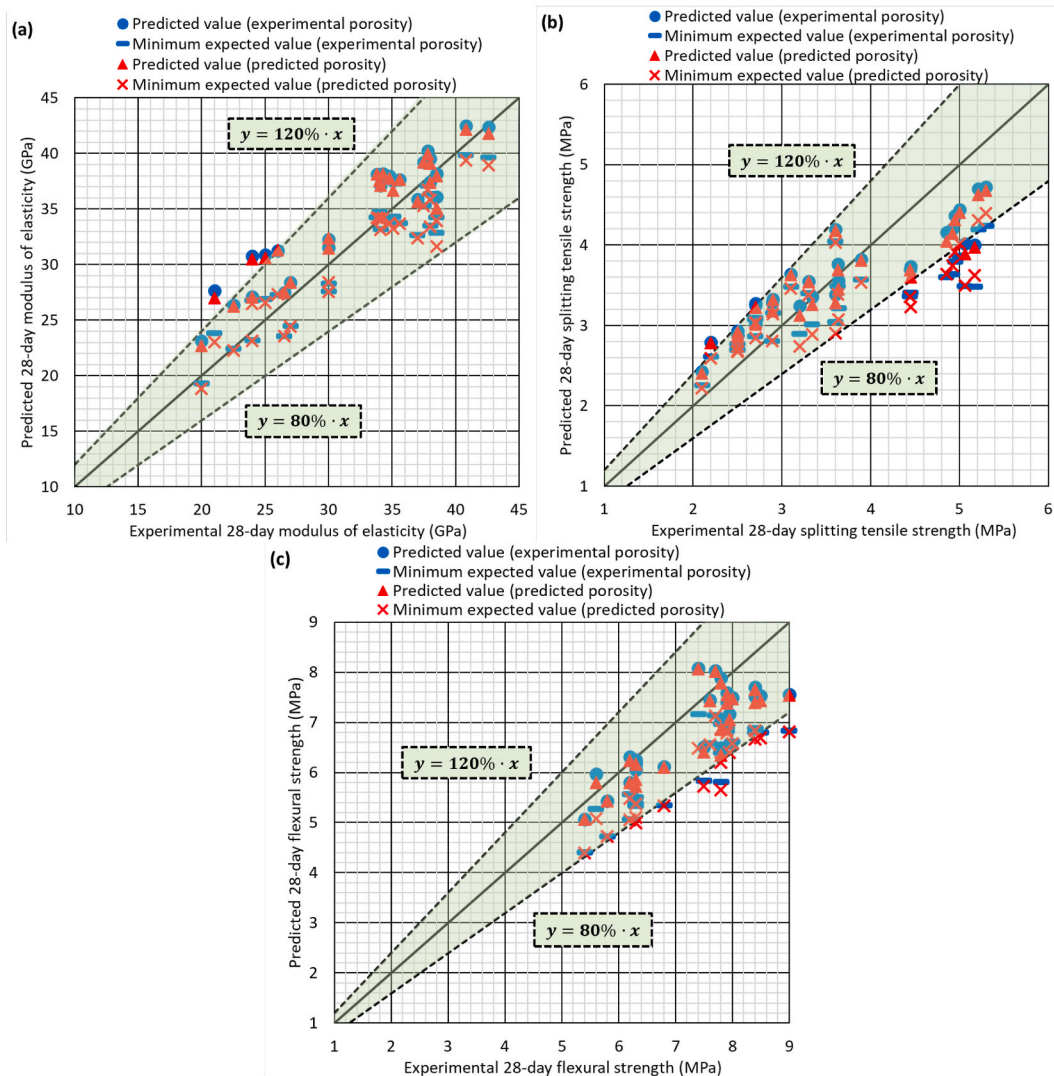 (a)
Predicted value (experimental porosity)
Minimum expected value (experimental porosity)
Predicted value (predicted porosity)
Minimum expected value (predicted porosity)
Predicted 28-day modulus of elasticity (GPa)
45
40
35
30
25
20
15
10
y = 120% · x
y = 80% · x
10 15 20 25 30 35 40 45
Experimental 28-day modulus of elasticity (GPa)
(b)
Predicted value (experimental porosity)
Minimum expected value (experimental porosity)
Predicted value (predicted porosity)
Minimum expected value (predicted porosity)
Predicted 28-day splitting tensile strength (MPa)
6
5
4
3
2
1
y = 120% · x
y = 80% · x
1 2 3 4 5 6
Experimental 28-day splitting tensile strength (MPa)
(c)
Predicted value (experimental porosity)
Minimum expected value (experimental porosity)
Predicted value (predicted porosity)
Minimum expected value (predicted porosity)
Predicted 28-day flexural strength (MPa)
9
8
7
6
5
4
3
2
1
y = 120% · x
y = 80% · x
1 2 3 4 5 6 7 8 9
Experimental 28-day flexural strength (MPa)